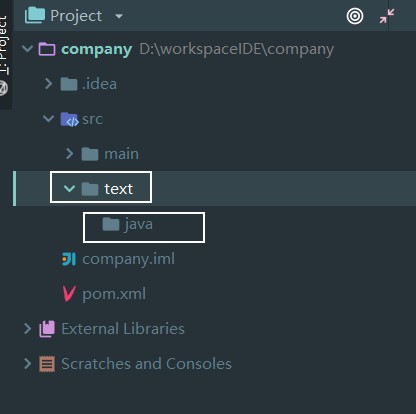 Project
1: Project
company D:\workspaceIDE\company
.idea
src
main
text
java
company.iml
pom.xml
External Libraries
Scratches and Consoles